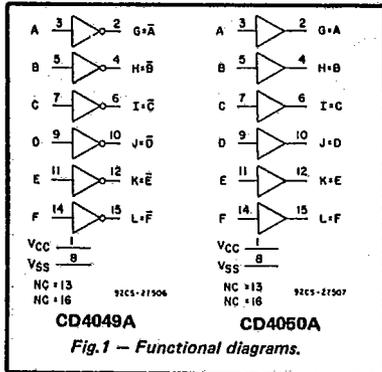 A 3 2 G=A̅
B 5 4 H=B̅
C 7 6 I=C̅
D 9 10 J=D̅
E 11 12 K=E̅
F 14 15 L=F̅
VCC 1
VSS 8
NC=13
NC=16
92CS-27506
CD4049A
A 3 2 G=A
B 5 4 H=B
C 7 6 I=C
D 9 10 J=D
E 11 12 K=E
F 14 15 L=F
VCC 1
VSS 8
NC=13
NC=16
92CS-27507
CD4050A
Fig.1 — Functional diagrams.